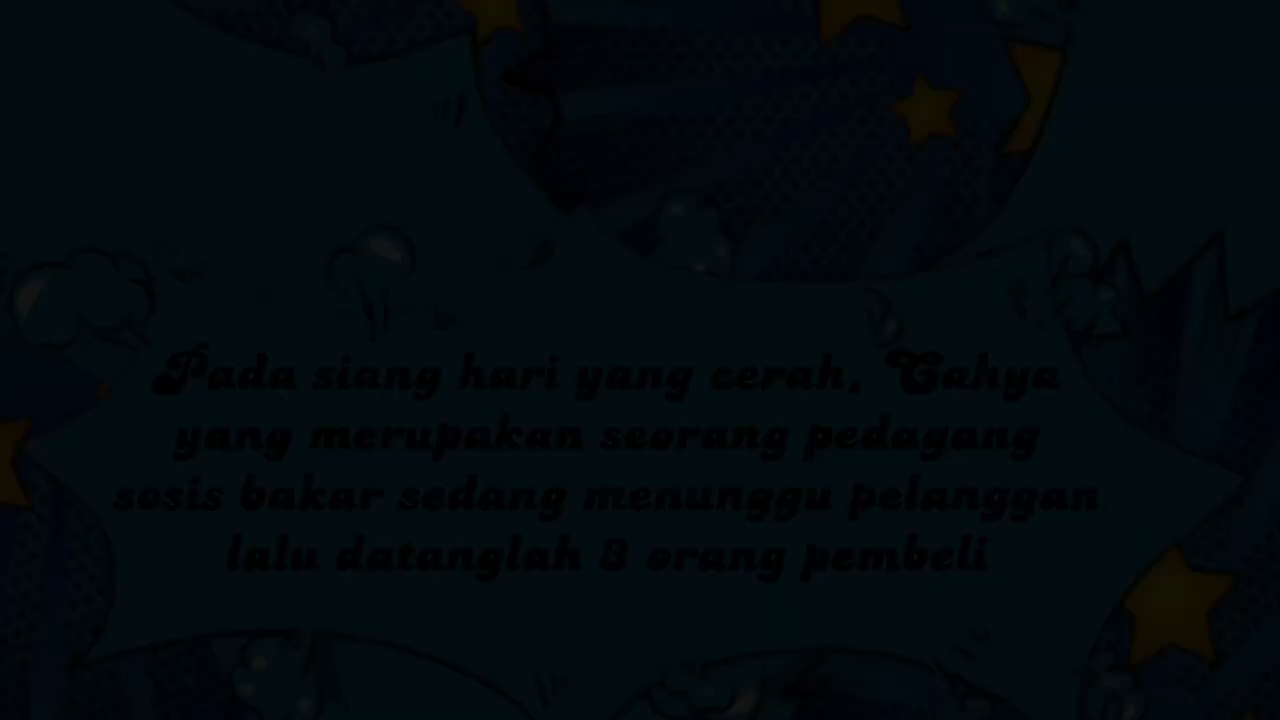 Pada siang hari yang cerah, Cahya
yang merupakan seorang pedagang
sosis bakar sedang menunggu pelanggan
lalu datanglah 3 orang pembeli